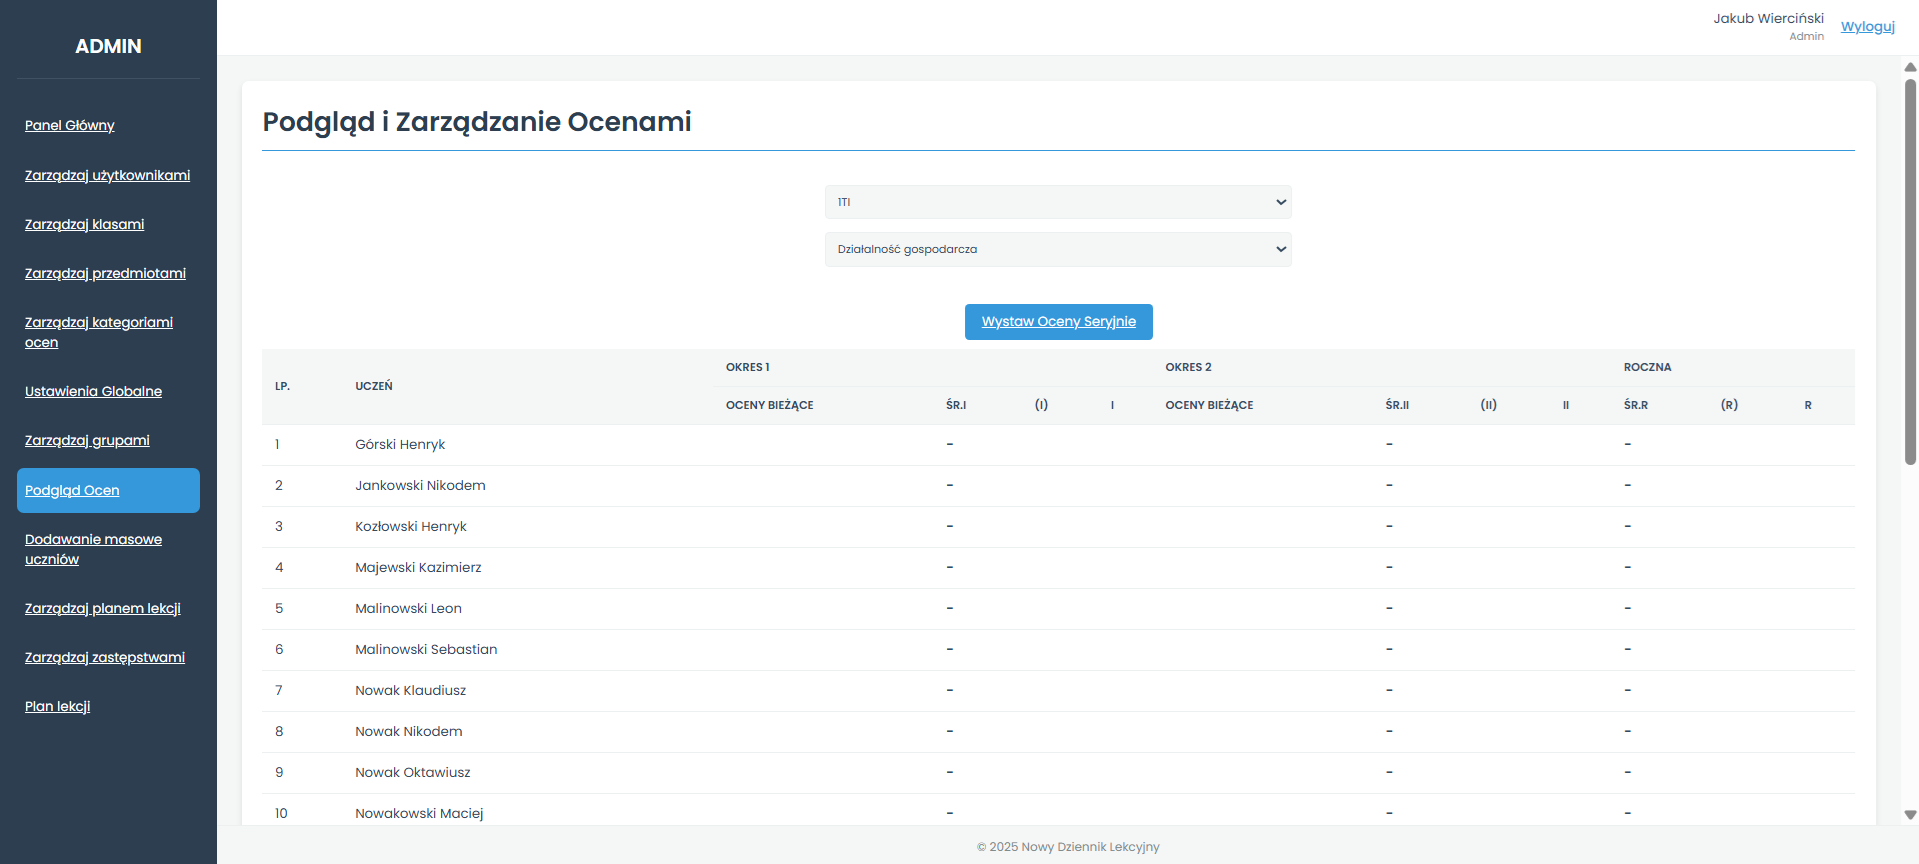 ADMIN
Panel Główny
Zarządzaj użytkownikami
Zarządzaj klasami
Zarządzaj przedmiotami
Zarządzaj kategoriami
ocen
Ustawienia Globalne
Zarządzaj grupami
Podgląd Ocen
Dodawanie masowe
uczniów
Zarządzaj planem lekcji
Zarządzaj zastępstwami
Plan lekcji
Jakub Wierciński
Admin
Wyloguj
Podgląd i Zarządzanie Ocenami
1TI
Działalność gospodarcza
Wystaw Oceny Seryjnie
LP. UCZEŃ OKRES 1 OKRES 2 ROCZNA
OCENY BIEŻĄCE ŚR.I (I) I OCENY BIEŻĄCE ŚR.II (II) II ŚR.R (R) R
1 Górski Henryk - - -
2 Jankowski Nikodem - - -
3 Kozłowski Henryk - - -
4 Majewski Kazimierz - - -
5 Malinowski Leon - - -
6 Malinowski Sebastian - - -
7 Nowak Klaudiusz - - -
8 Nowak Nikodem - - -
9 Nowak Oktawiusz - - -
10 Nowakowski Maciej - - -
© 2025 Nowy Dziennik Lekcyjny